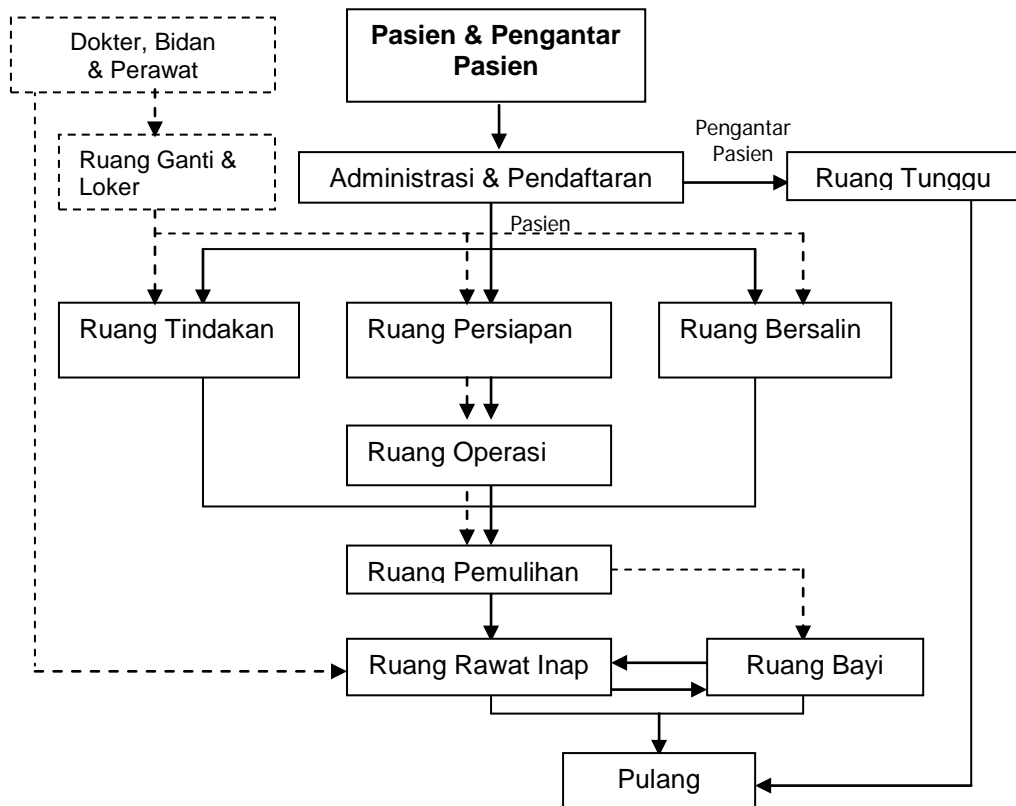 Dokter, Bidan
& Perawat
Pasien & Pengantar
Pasien
Ruang Ganti &
Loker
Administrasi & Pendaftaran
Pengantar
Pasien
Ruang Tunggu
Pasien
Ruang Tindakan
Ruang Persiapan
Ruang Bersalin
Ruang Operasi
Ruang Pemulihan
Ruang Rawat Inap
Ruang Bayi
Pulang